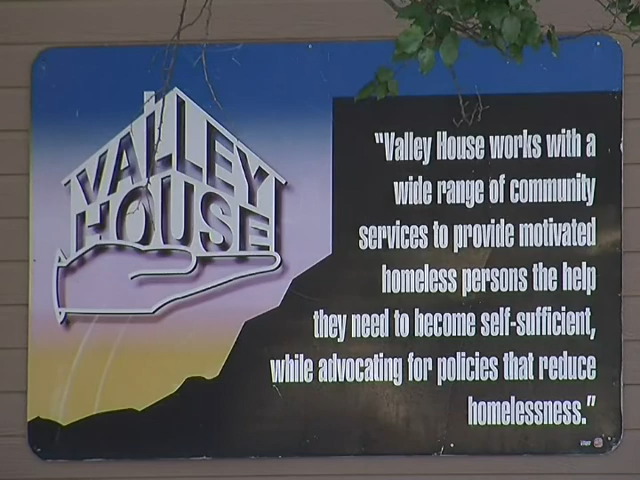 VALLEY
HOUSE
“Valley House works with a
wide range of community
services to provide motivated
homeless persons the help
they need to become self-sufficient,
while advocating for policies that reduce
homelessness.”